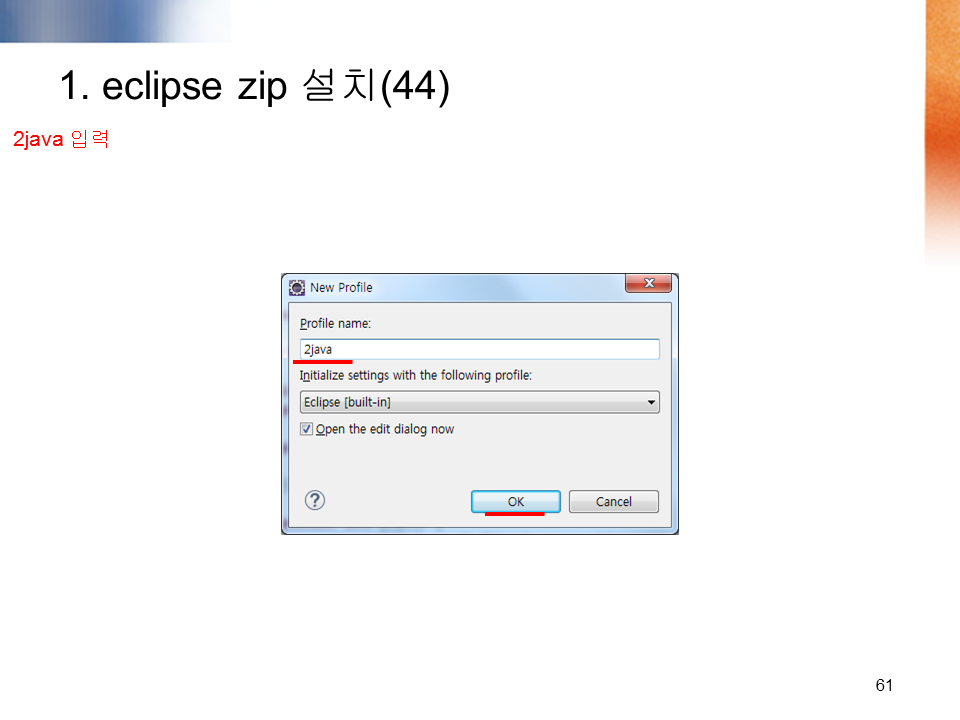 1. eclipse zip 설치(44)
2java 입력
New Profile
Profile name:
2java
Initialize settings with the following profile:
Eclipse [built-in]
Open the edit dialog now
?
OK Cancel
61